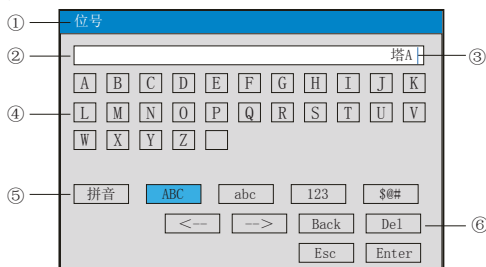 ① 位号
② 塔A ③
A B C D E F G H I J K
④ L M N O P Q R S T U V
W X Y Z
⑤ 拼音 ABC abc 123 $@#
<-- --> Back Del ⑥
Esc Enter